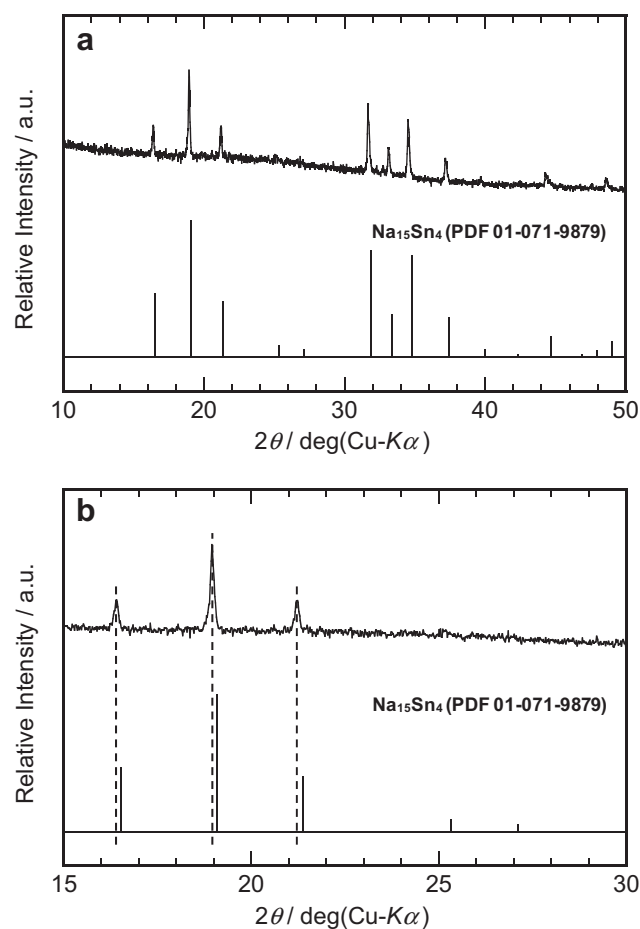 a
Relative Intensity / a.u.
Na₁₅Sn₄ (PDF 01-071-9879)
10 20 30 40 50
2θ / deg(Cu-Kα)
b
Relative Intensity / a.u.
Na₁₅Sn₄ (PDF 01-071-9879)
15 20 25 30
2θ / deg(Cu-Kα)